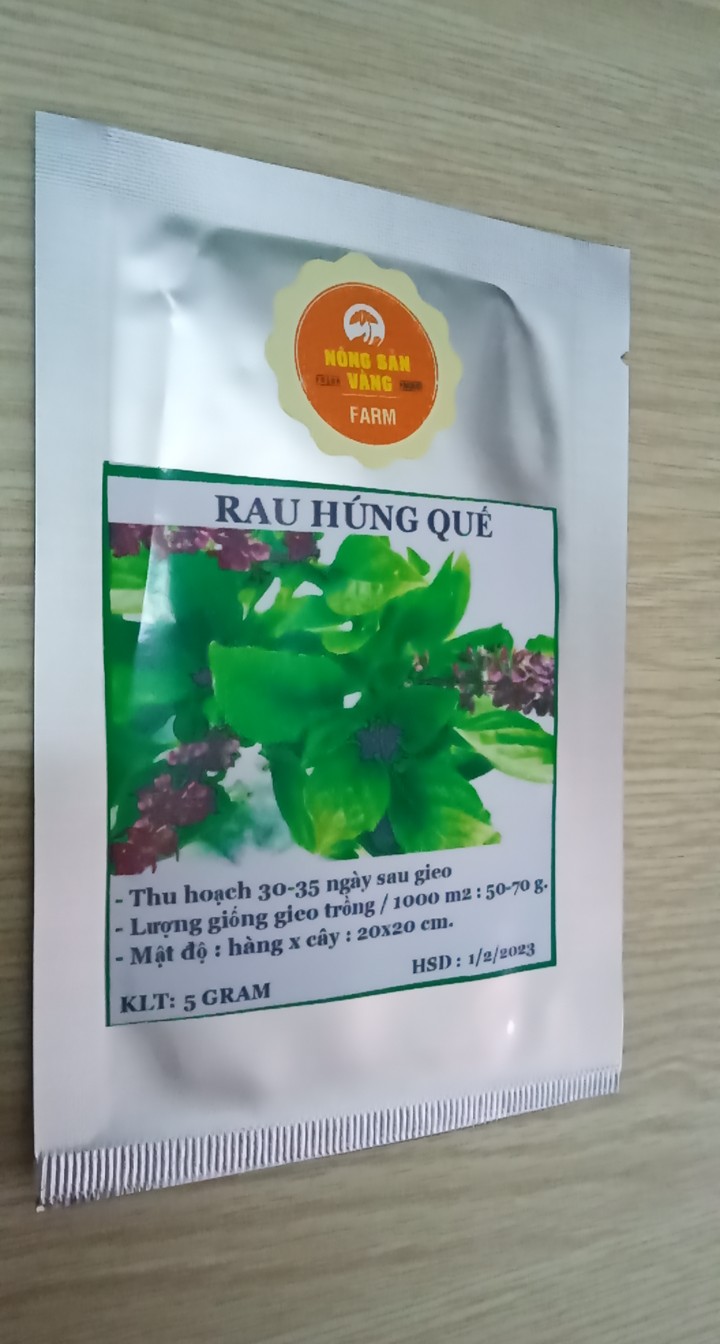 NÔNG SẢN
VÀNG
FARM
RAU HÚNG QUẾ
- Thu hoạch 30-35 ngày sau gieo
- Lượng giống gieo trồng / 1000 m2 : 50-70 g.
- Mật độ : hàng x cây : 20x20 cm.
HSD : 1/2/2023
KLT: 5 GRAM